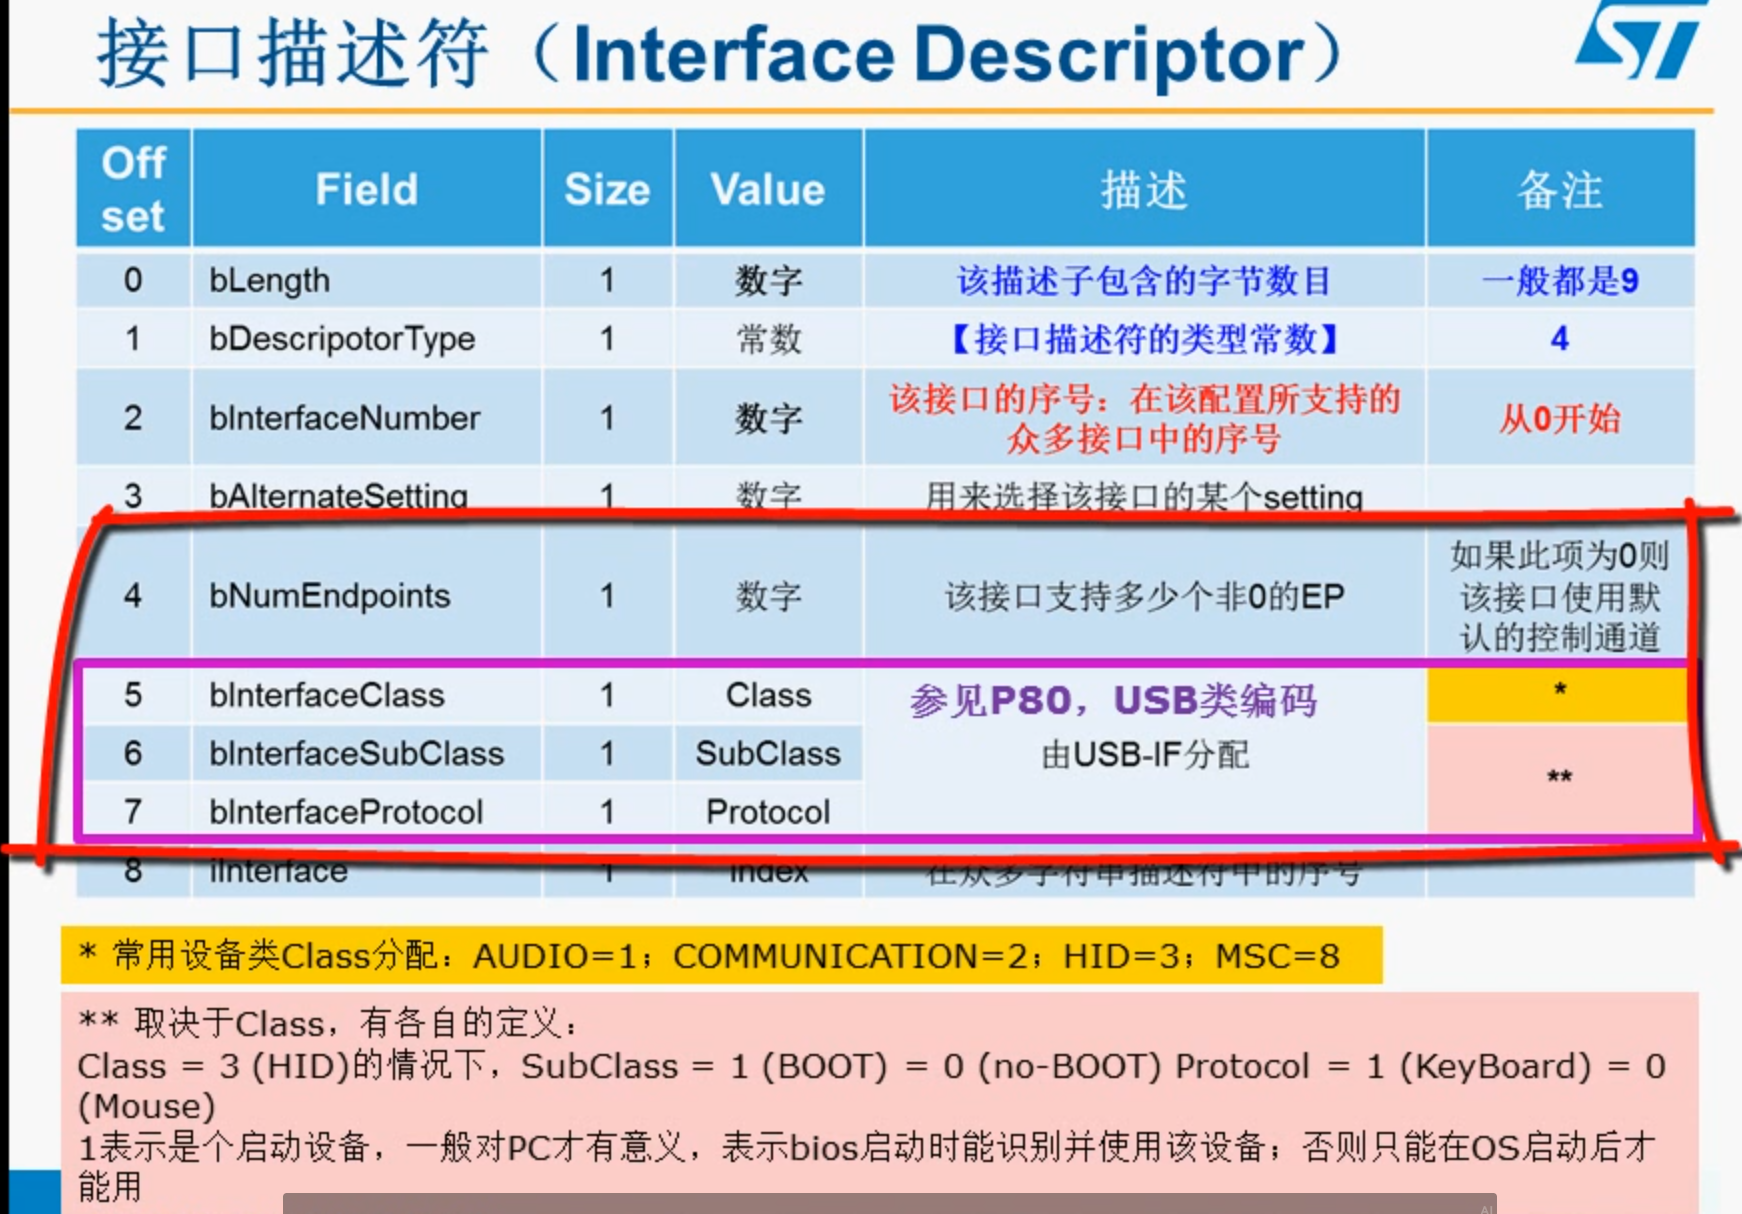 接口描述符（Interface Descriptor）
ST
Off
set
Field
Size
Value
描述
备注
0 bLength 1 数字 该描述子包含的字节数目 一般都是9
1 bDescripotorType 1 常数 【接口描述符的类型常数】 4
2 bInterfaceNumber 1 数字 该接口的序号：在该配置所支持的
众多接口中的序号
从0开始
3 bAlternateSetting 1 数字 用来选择该接口的某个setting
4 bNumEndpoints 1 数字 该接口支持多少个非0的EP
如果此项为0则
该接口使用默
认的控制通道
5 bInterfaceClass 1 Class 参见P80，USB类编码 *
6 bInterfaceSubClass 1 SubClass 由USB-IF分配 **
7 bInterfaceProtocol 1 Protocol
8 iInterface 1 Index 在众多字符串描述符中的序号
* 常用设备类Class分配：AUDIO=1；COMMUNICATION=2；HID=3；MSC=8
** 取决于Class，有各自的定义：
Class = 3 (HID)的情况下，SubClass = 1 (BOOT) = 0 (no-BOOT) Protocol = 1 (KeyBoard) = 0
(Mouse)
1表示是个启动设备，一般对PC才有意义，表示bios启动时能识别并使用该设备；否则只能在OS启动后才
能用
AI